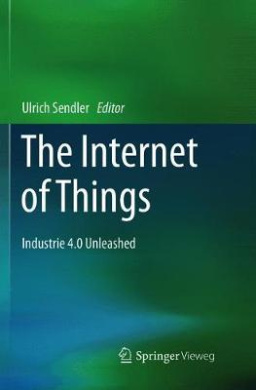 Ulrich Sendler Editor
The Internet
of Things
Industrie 4.0 Unleashed
Springer Vieweg